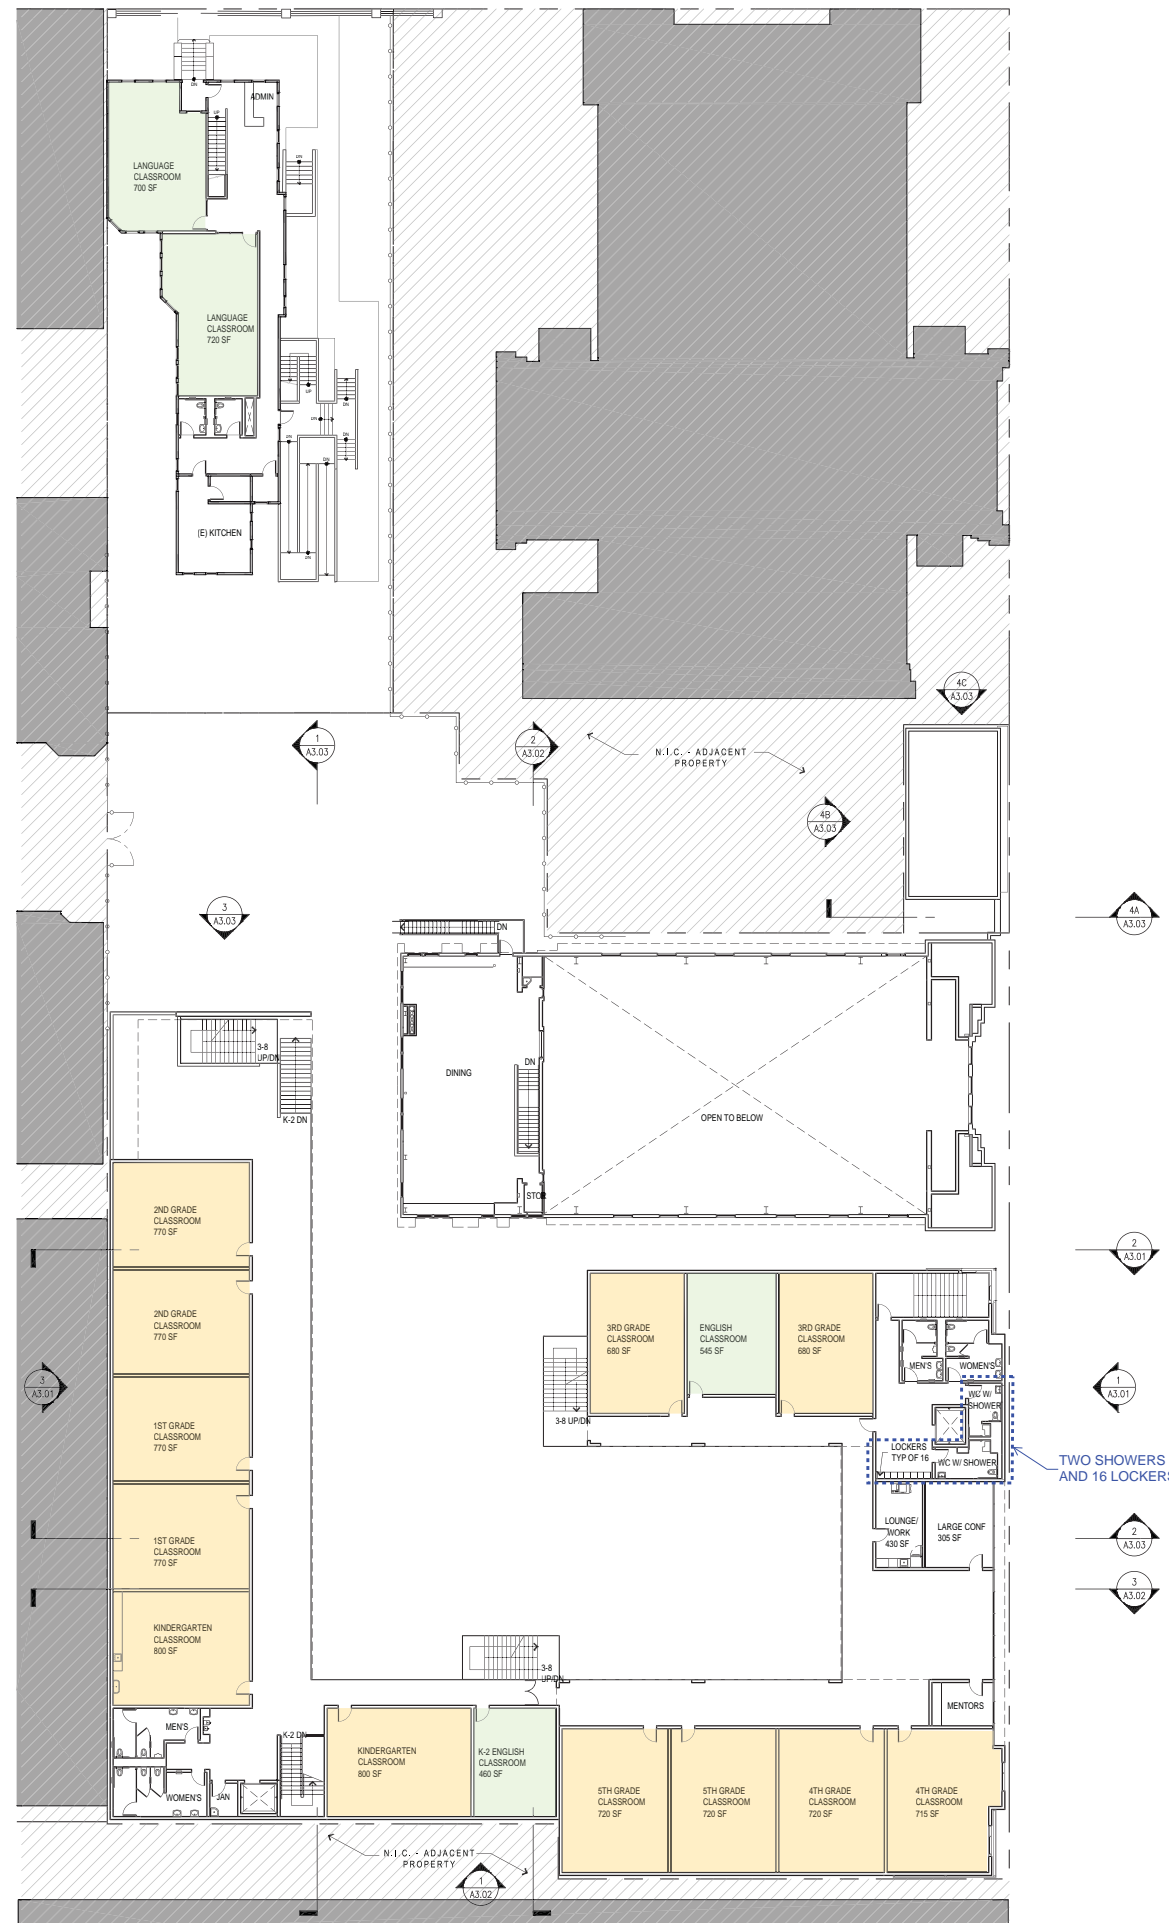 DN
ADMIN
UP
LANGUAGE
CLASSROOM
700 SF
DN
LANGUAGE
CLASSROOM
720 SF
UP
DN
DN
DN
DN
DN
(E) KITCHEN
DN
4C
A3.03
1
A3.03
2
A3.02
N.I.C. - ADJACENT
PROPERTY
4B
A3.03
3
A3.03
4A
A3.03
DN
3-8
UP/DN
K-2 DN
DINING
DN
OPEN TO BELOW
STOR
2ND GRADE
CLASSROOM
770 SF
2
A3.01
2ND GRADE
CLASSROOM
770 SF
3RD GRADE
CLASSROOM
680 SF
ENGLISH
CLASSROOM
545 SF
3RD GRADE
CLASSROOM
680 SF
MEN'S
WOMEN'S
3
A3.01
1
A3.01
WC W/
SHOWER
3-8 UP/DN
1ST GRADE
CLASSROOM
770 SF
LOCKERS
TYP OF 16
WC W/ SHOWER
TWO SHOWERS
AND 16 LOCKERS
LOUNGE/
WORK
430 SF
LARGE CONF
305 SF
1ST GRADE
CLASSROOM
770 SF
2
A3.03
3
A3.02
KINDERGARTEN
CLASSROOM
800 SF
3-8
UP/DN
MENTORS
MEN'S
K-2 DN
KINDERGARTEN
CLASSROOM
800 SF
K-2 ENGLISH
CLASSROOM
460 SF
WOMEN'S
JAN
5TH GRADE
CLASSROOM
720 SF
5TH GRADE
CLASSROOM
720 SF
4TH GRADE
CLASSROOM
720 SF
4TH GRADE
CLASSROOM
715 SF
N.I.C. - ADJACENT
PROPERTY
1
A3.02